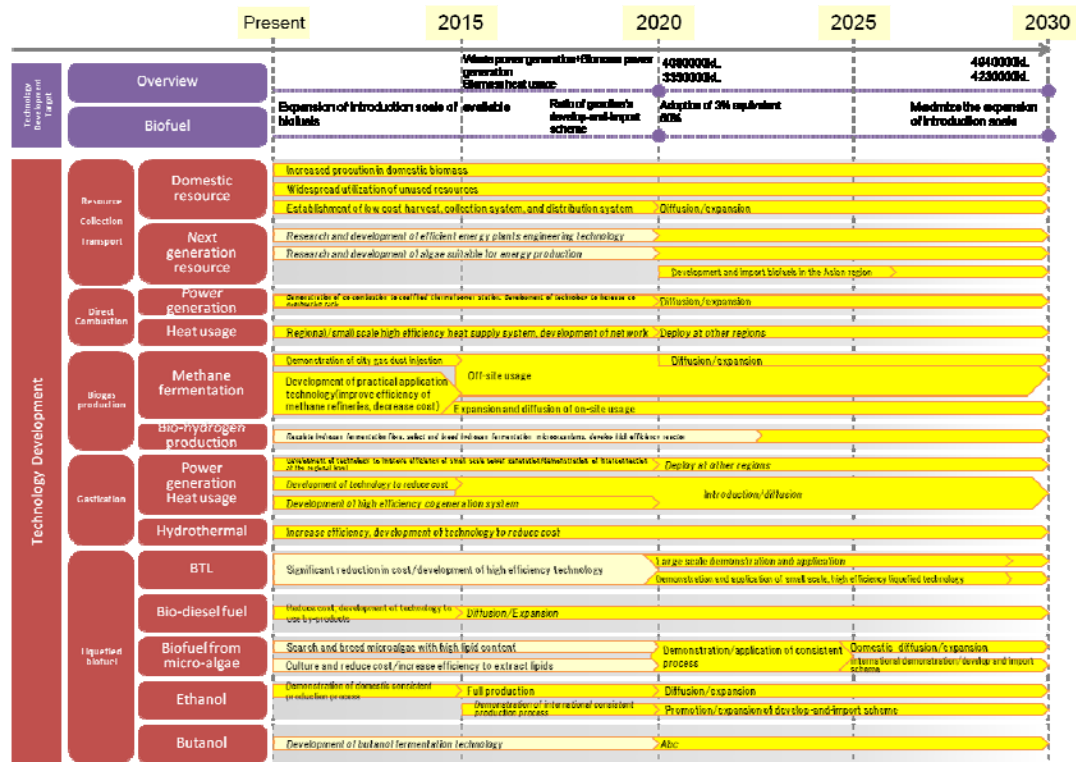 Present
2015
2020
2025
2030
Technology Development Target
Overview
Waste power generation+Biomass power generation
Biomass heat usage
4080000kL
3350000kL
4940000kL
4230000kL
Biofuel
Expansion of introduction scale of available biofuels
Ratio of gasoline's develop-and-import scheme
Adoption of 3% equivalent
60%
Maximize the expansion of introduction scale
Technology Development
Resource
Collection
Transport
Domestic resource
Increased procution in domestic biomass
Widespread utilization of unused resources
Establishment of low cost harvest, collection system, and distribution system
Diffusion/expansion
Next generation resource
Research and development of efficient energy plants engineering technology
Research and development of algae suitable for energy production
Development and import biofuels in the Asian region
Direct Combustion
Power generation
Diffusion/expansion
Heat usage
Regional/small scale high efficiency heat supply system, development of network
Deploy at other regions
Biogas production
Methane fermentation
Demonstration of city gas duct injection
Diffusion/expansion
Off-site usage
Development of practical application technology(improve efficiency of methane refineries, decrease cost)
Expansion and diffusion of on-site usage
Bio-hydrogen production
Gasfication
Power generation
Heat usage
Deploy at other regions
Development of technology to reduce cost
Introduction/diffusion
Development of high efficiency cogeneration system
Hydrothermal
Increase efficiency, development of technology to reduce cost
Liquefied biofuel
BTL
Significant reduction in cost/development of high efficiency technology
Large scale demonstration and application
Demonstration and application of small scale, high efficiency liquefied technology
Bio-diesel fuel
Reduce cost, development of technology to use by-products
Diffusion/Expansion
Biofuel from micro-algae
Search and breed microalgae with high lipid content
Culture and reduce cost/increase efficiency to extract lipids
Demonstration/application of consistent process
Domestic diffusion/expansion
International demonstration/develop and import scheme
Ethanol
Demonstration of domestic consistent production process
Full production
Diffusion/expansion
Demonstration of international consistent production process
Promotion/expansion of develop-and-import scheme
Butanol
Development of butanol fermentation technology
Abc